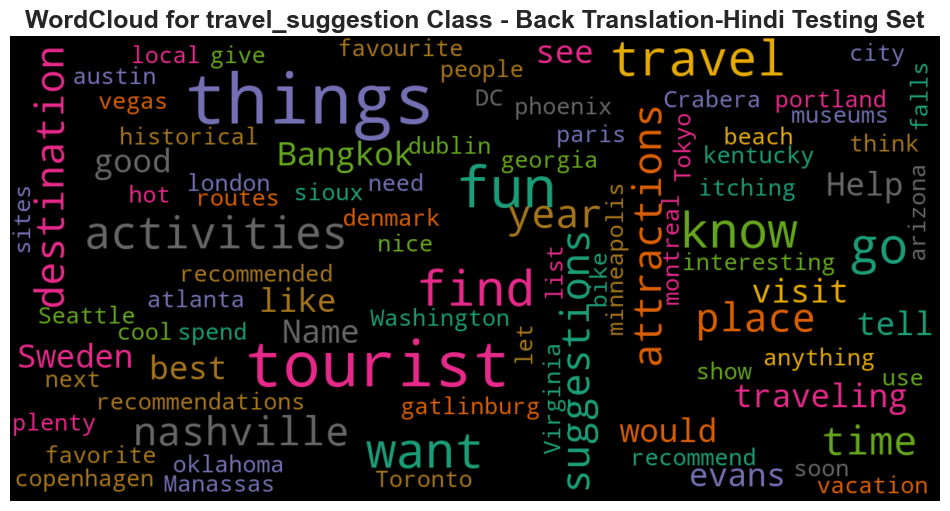 WordCloud for travel_suggestion Class - Back Translation-Hindi Testing Set
local give favourite see travel city
austin people
vegas things DC phoenix Crabera portland falls
destination historical paris museums
good Bangkok dublin georgia Tokyo beach think
kentucky
hot london routes sioux need fun itching Help
sites denmark year minneapolis attractions know arizona
activities nice go
recommended suggestions list bike montreal interesting
Seattle atlanta like find visit
cool spend Name Washington let place tell
Sweden best tourist anything
next show use
recommendations gatlinburg Virginia traveling
plenty nashville want would time
favorite oklahoma recommend
copenhagen Manassas Toronto evans soon vacation